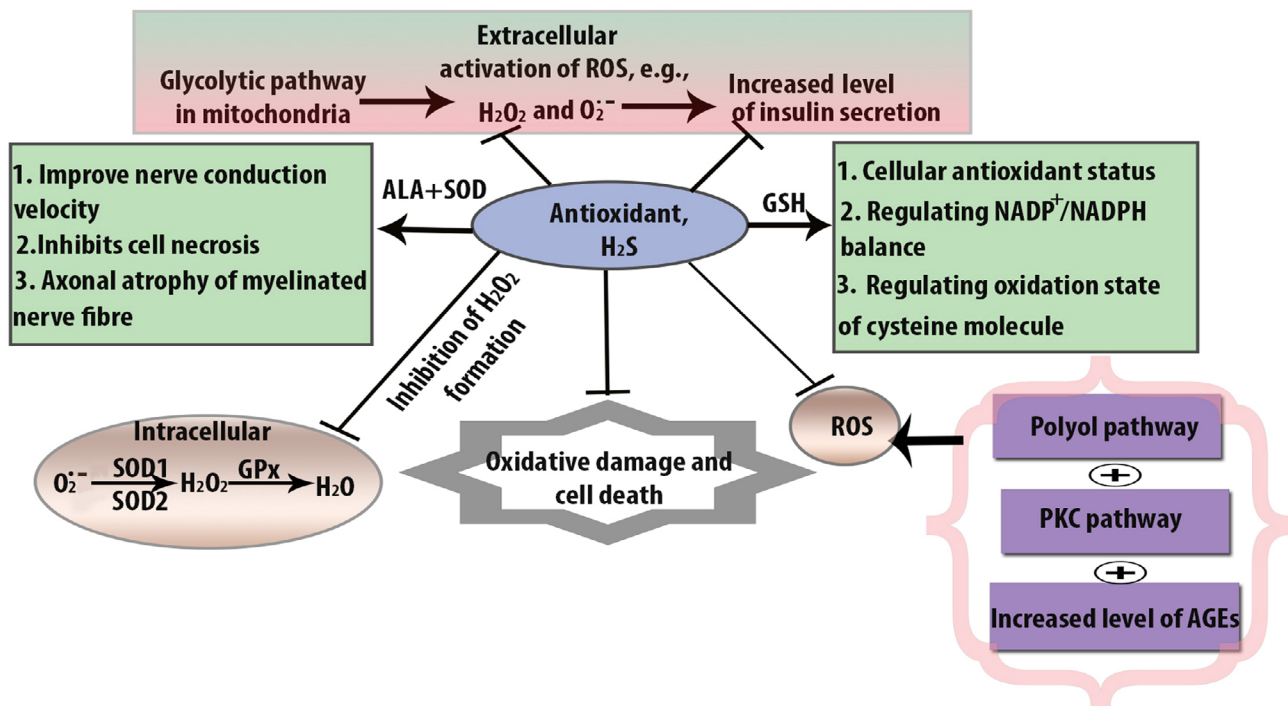 Extracellular
activation of ROS, e.g.,
Glycolytic pathway
in mitochondria
H₂O₂ and O₂˙⁻
Increased level
of insulin secretion
1. Improve nerve conduction
velocity
2.Inhibits cell necrosis
3. Axonal atrophy of myelinated
nerve fibre
ALA+SOD
Antioxidant,
H₂S
GSH
1. Cellular antioxidant status
2. Regulating NADP⁺/NADPH
balance
3. Regulating oxidation state
of cysteine molecule
Inhibition of H₂O₂
formation
Intracellular
O₂˙⁻ SOD1 H₂O₂ GPx H₂O
SOD2
Oxidative damage and
cell death
ROS
Polyol pathway
+
PKC pathway
+
Increased level of AGEs